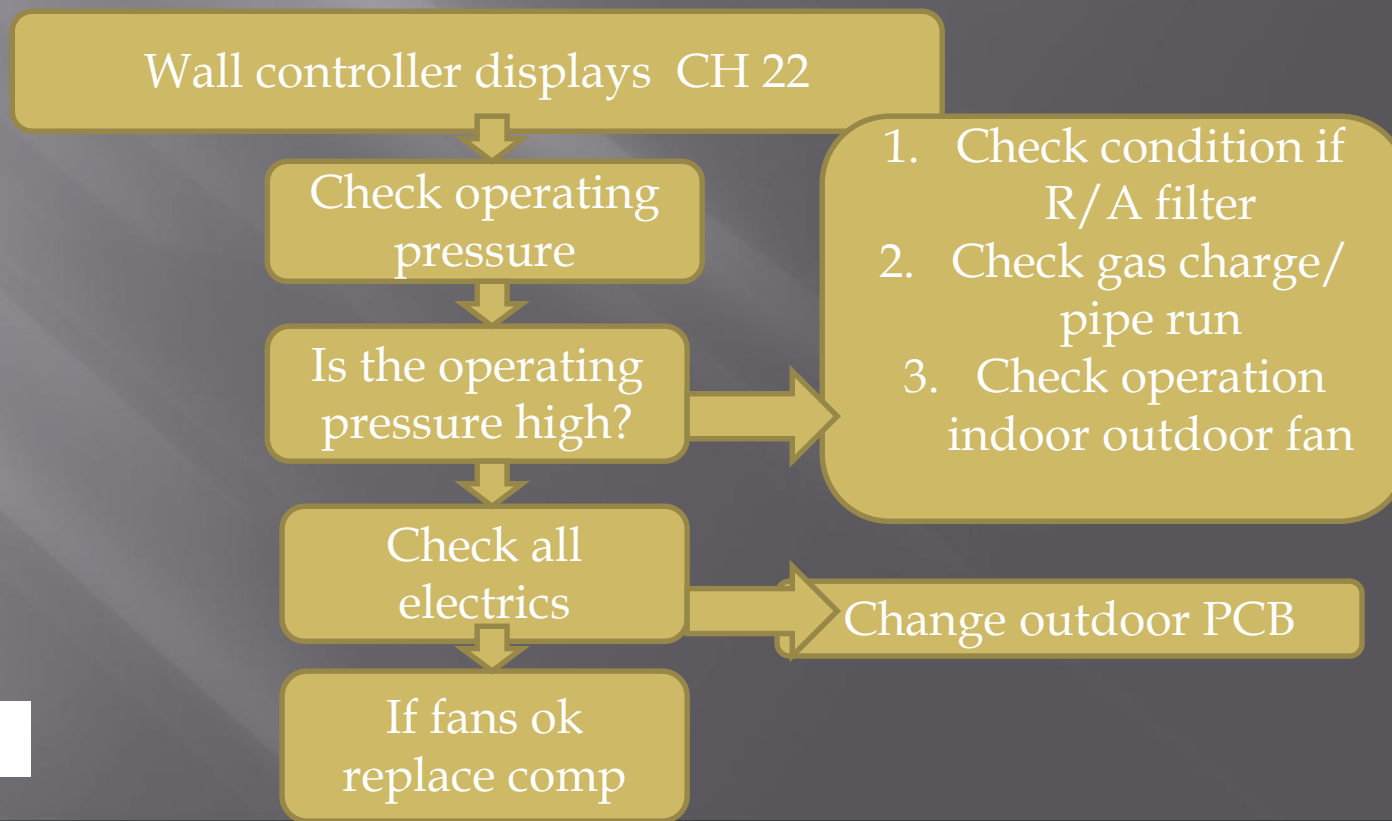 Wall controller displays CH 22
Check operating
pressure
Is the operating
pressure high?
1. Check condition if
R/A filter
2. Check gas charge/
pipe run
3. Check operation
indoor outdoor fan
Check all
electrics
Change outdoor PCB
If fans ok
replace comp